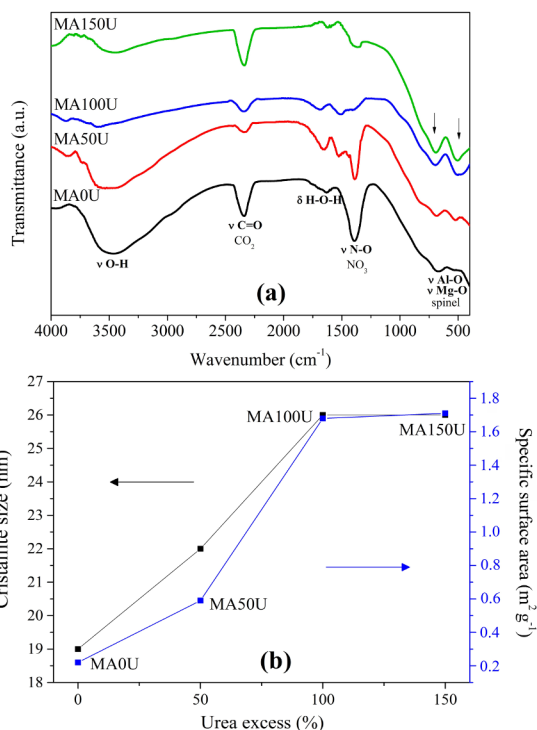 MA150U
MA100U
MA50U
MA0U
ν O-H
ν C=O
CO2
δ H-O-H
ν N-O
NO3
ν Al-O
ν Mg-O
spinel
(a)
Transmittance (a.u.)
4000 3500 3000 2500 2000 1500 1000 500
Wavenumber (cm-1)
27
26
25
24
23
22
21
20
19
18
Cristallite size (nm)
MA0U
MA50U
MA100U
MA150U
(b)
1.8
1.6
1.4
1.2
1.0
0.8
0.6
0.4
0.2
Specific surface area (m2 g-1)
0 50 100 150
Urea excess (%)